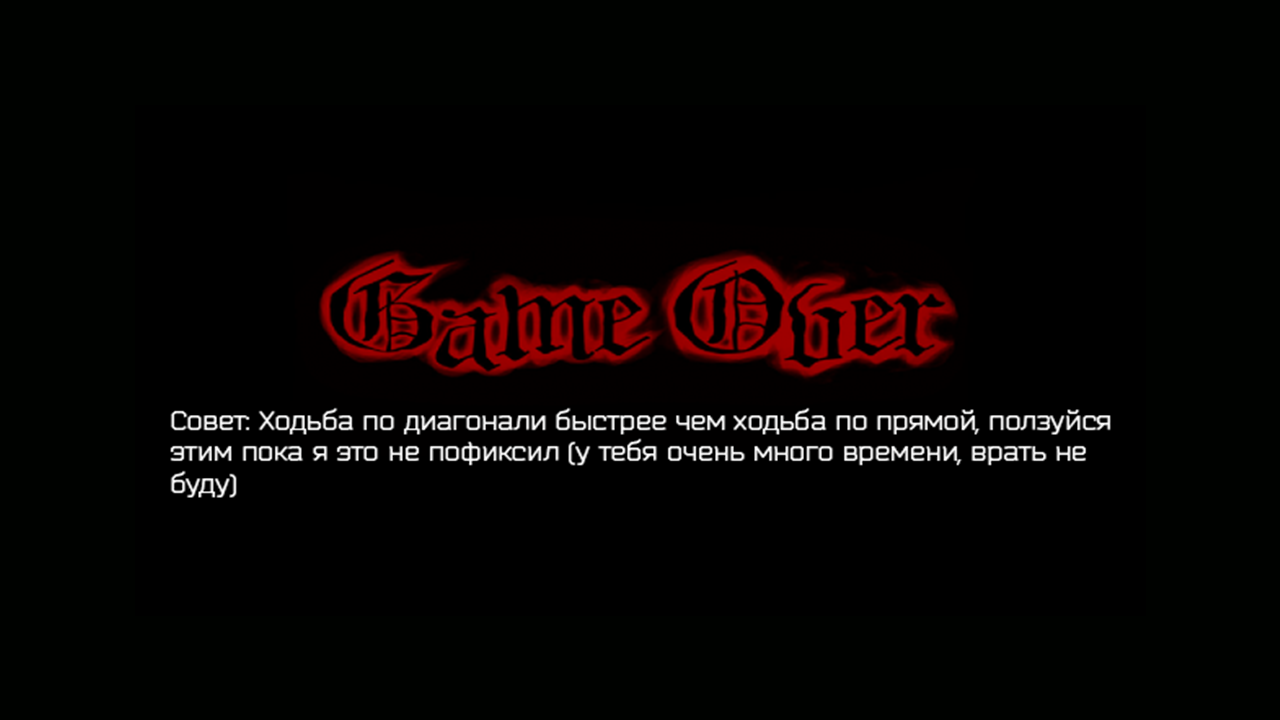 Game Over
Совет: Ходьба по диагонали быстрее чем ходьба по прямой, ползуйся
этим пока я это не пофиксил (у тебя очень много времени, врать не
буду)